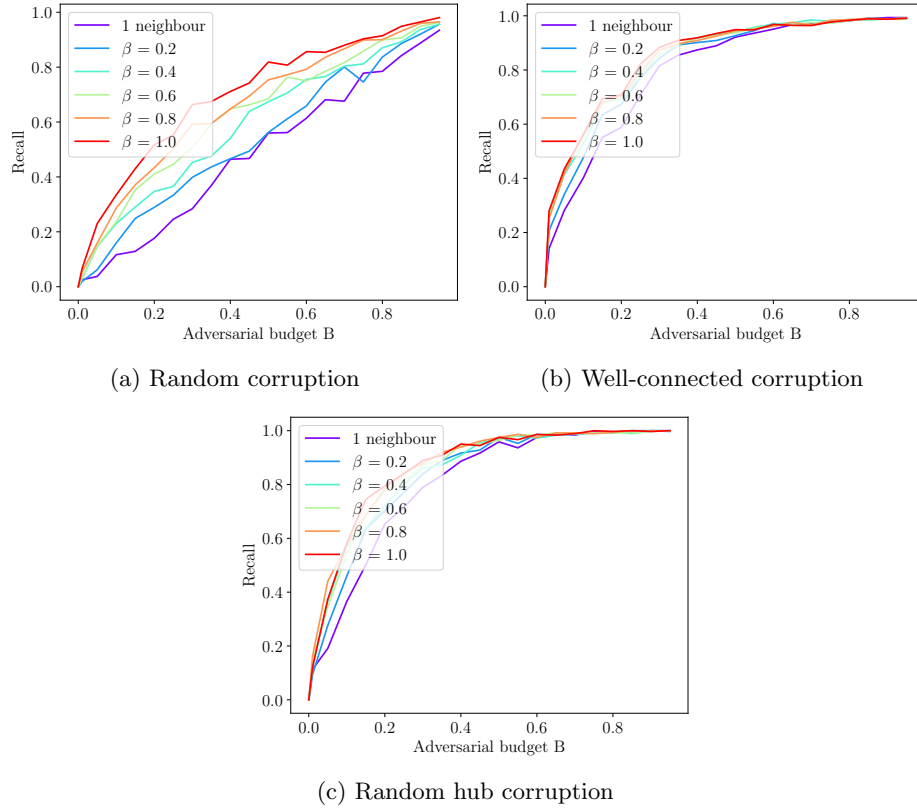 1 neighbour
β = 0.2
β = 0.4
β = 0.6
β = 0.8
β = 1.0
Recall
1.0
0.8
0.6
0.4
0.2
0.0
0.0 0.2 0.4 0.6 0.8
Adversarial budget B
(a) Random corruption
1 neighbour
β = 0.2
β = 0.4
β = 0.6
β = 0.8
β = 1.0
Recall
1.0
0.8
0.6
0.4
0.2
0.0
0.0 0.2 0.4 0.6 0.8
Adversarial budget B
(b) Well-connected corruption
1 neighbour
β = 0.2
β = 0.4
β = 0.6
β = 0.8
β = 1.0
Recall
1.0
0.8
0.6
0.4
0.2
0.0
0.0 0.2 0.4 0.6 0.8
Adversarial budget B
(c) Random hub corruption